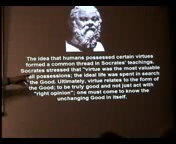 The idea that humans possessed certain virtues
formed a common thread in Socrates' teachings.
Socrates stressed that "virtue was the most valuable
all possessions; the ideal life was spent in search
the Good. Ultimately, virtue relates to the form of
the Good; to be truly good and not just act with
"right opinion"; one must come to know the
unchanging Good in itself.